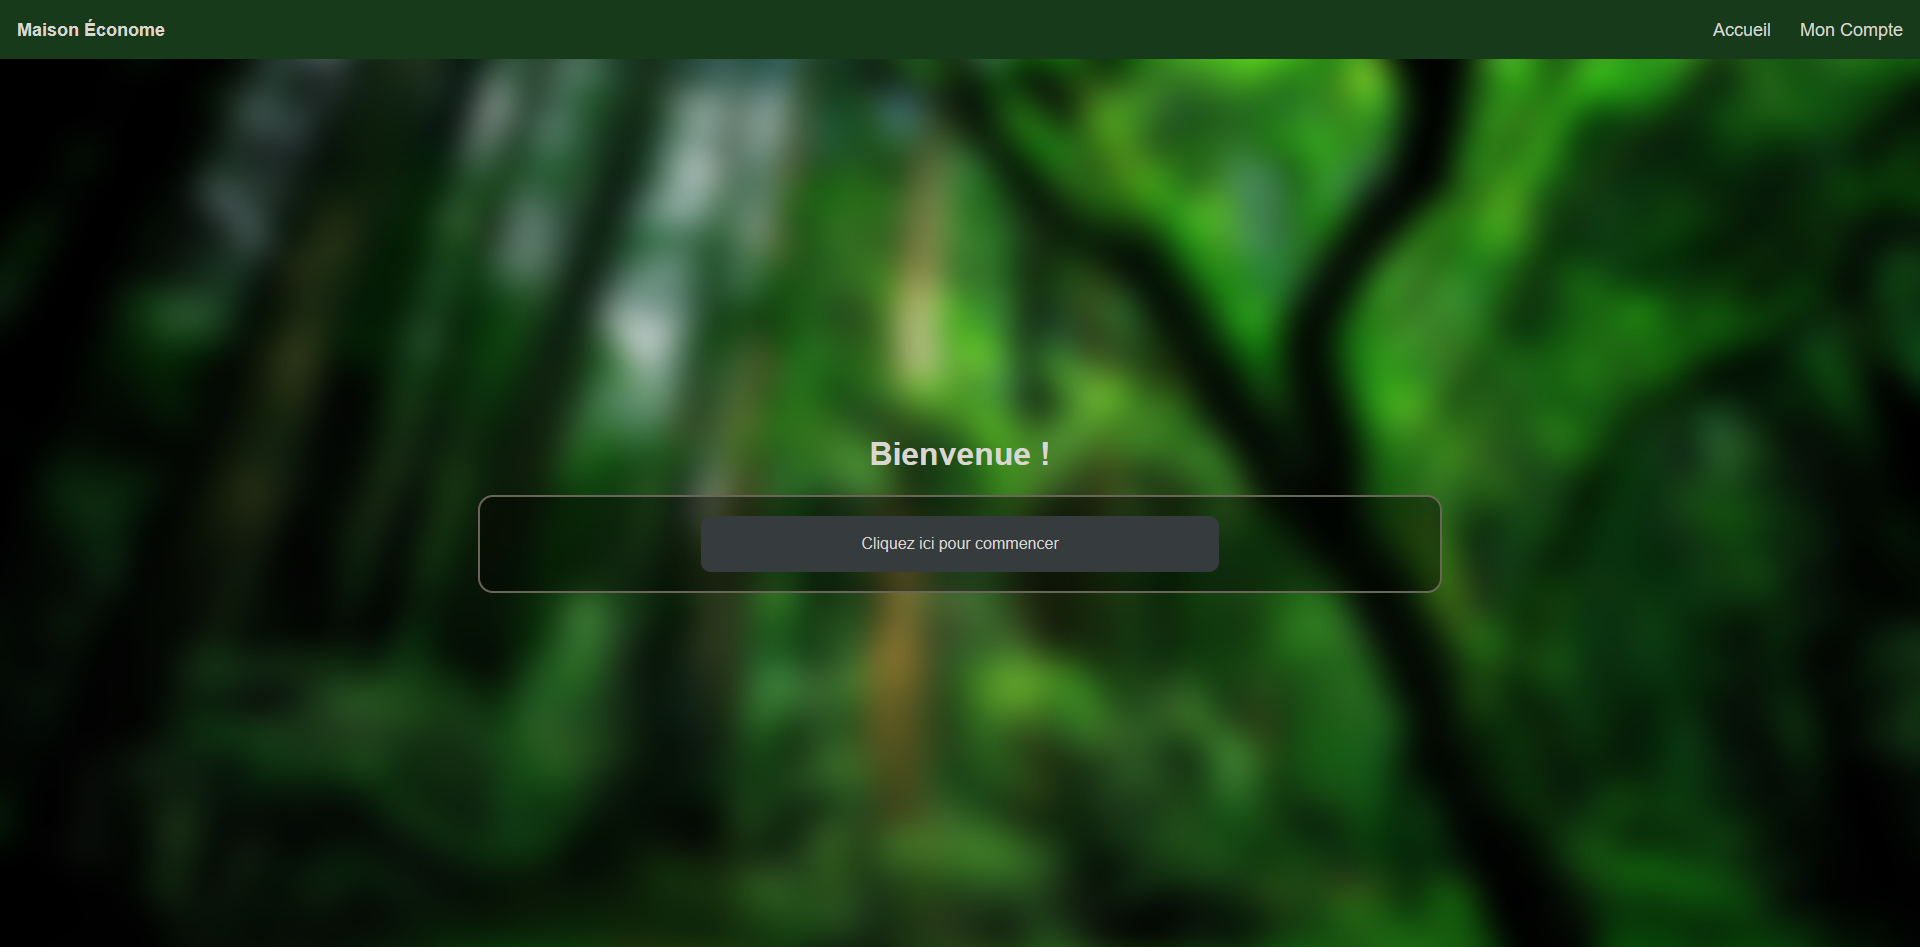 Maison Économe
Accueil
Mon Compte
Bienvenue !
Cliquez ici pour commencer